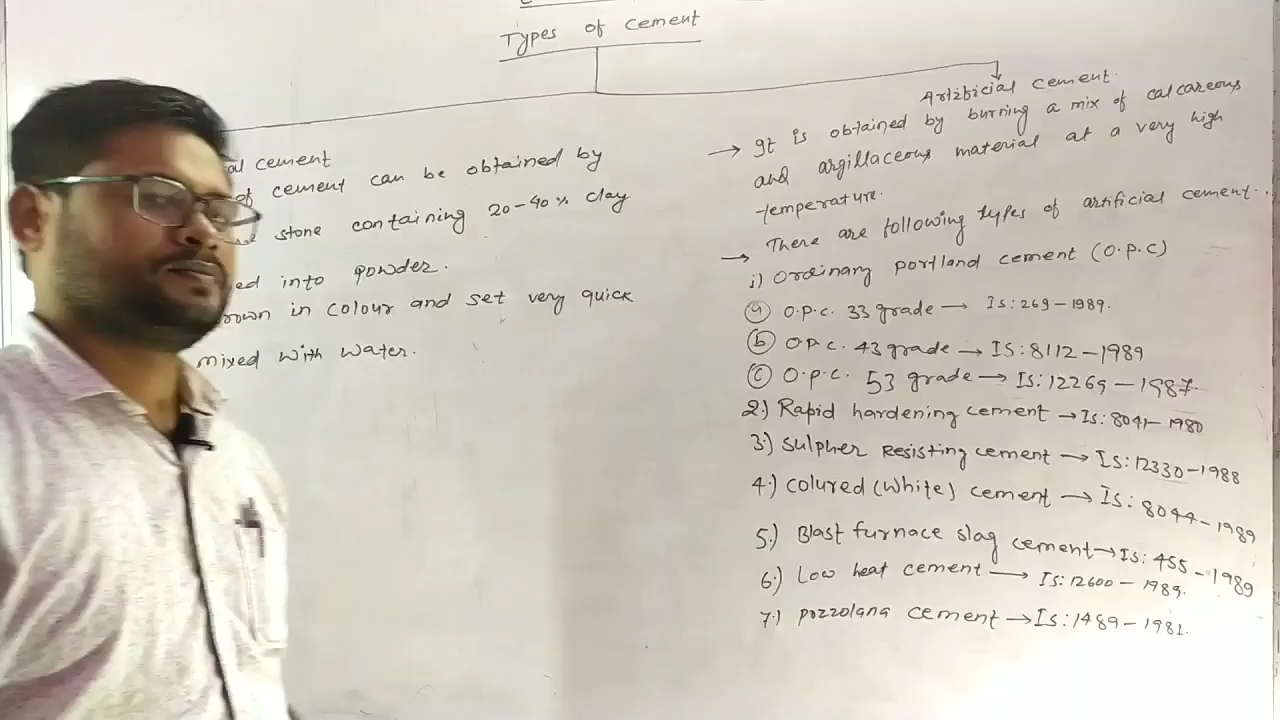 Types of cement
al cement
of cement can be obtained by
stone containing 20-40% clay
ed into powder.
rown in colour and set very quick
mixed with water.
Artificial cement.
→ It is obtained by burning a mix of calcareous
and argillaceous material at a very high
temperature.
→ There are following types of artificial cement..
i) Ordinary portland cement (O.P.C)
(a) O.P.C. 33 grade → Is:269-1989.
(b) O.P.C. 43 grade → IS:8112-1989
(c) O.P.C. 53 grade → Is:12269-1987.
2.) Rapid hardening cement → Is:8041-1980
3.) Sulpher Resisting cement → Is:12330-1988
4.) Colured (White) cement → Is:8044-1989
5.) Blast furnace slag cement → Is:455-1989
6.) Low heat cement → Is:12600-1989.
7.) pozzolana cement → Is:1489-1981.